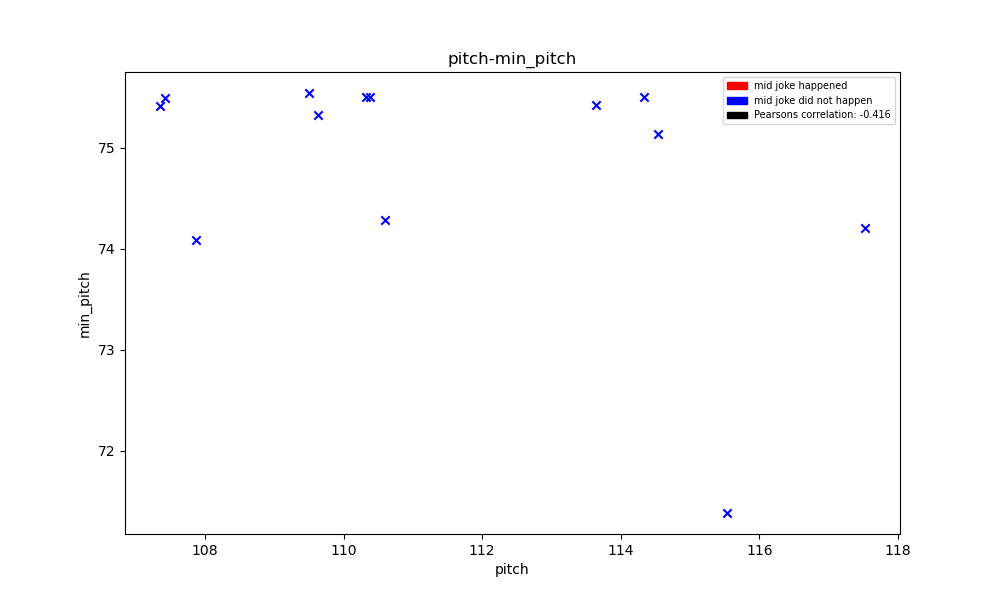 pitch-min_pitch
mid joke happened
mid joke did not happen
Pearsons correlation: -0.416
75
74
73
72
min_pitch
108
110
112
114
116
118
pitch